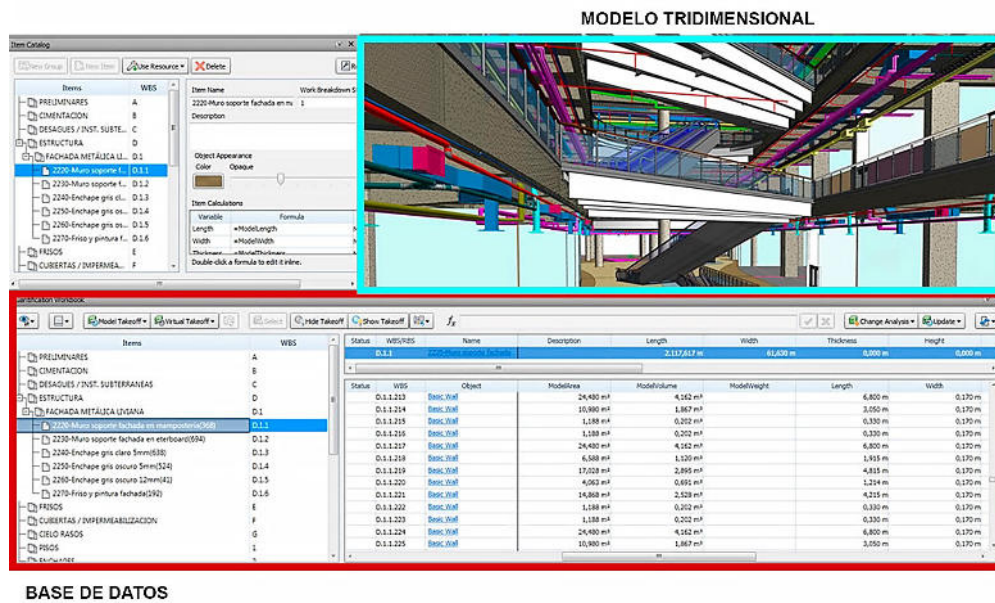 MODELO TRIDIMENSIONAL
Item Catalog
New Group New Item Use Resource Delete
Items WBS
PRELIMINARES A
CIMENTACION B
DESAGUES / INST. SUBTE... C
ESTRUCTURA D
FACHADA METÁLICA LI... D.1
2220-Muro soporte f... D.1.1
2230-Muro soporte f... D.1.2
2240-Enchape gris cl... D.1.3
2250-Enchape gris os... D.1.4
2260-Enchape gris os... D.1.5
2270-Friso y pintura f... D.1.6
FRISOS E
CUBIERTAS / IMPERMEA... F
Item Name Work Breakdown S
2220-Muro soporte fachada en ma 1
Description
Object Appearance
Color Opaque
Item Calculations
Variable Formula
Length =ModelLength
Width =ModelWidth
Thickness =ModelThickness
Double-click a formula to edit it inline.
Quantification Workbook
Model Takeoff Virtual Takeoff Select Hide Takeoff Show Takeoff fx Change Analysis Update
Items WBS
PRELIMINARES A
CIMENTACION B
DESAGUES / INST. SUBTERRANEAS C
ESTRUCTURA D
FACHADA METÁLICA LIVIANA D.1
2220-Muro soporte fachada en mamposteria(368) D.1.1
2230-Muro soporte fachada en eterboard(694) D.1.2
2240-Enchape gris claro 5mm(638) D.1.3
2250-Enchape gris oscuro 5mm(524) D.1.4
2260-Enchape gris oscuro 12mm(41) D.1.5
2270-Friso y pintura fachada(192) D.1.6
FRISOS E
CUBIERTAS / IMPERMEABILIZACION F
CIELO RASOS G
PISOS 1
ENCHAPES 2
Status WBS/RBS Name Description Length Width Thickness Height
D.1.1 2220-Muro soporte fachada 2.117,617 m 61,630 m 0,000 m 0,000 m
Status WBS Object ModelArea ModelVolume ModelWeight Length Width
D.1.1.213 Basic Wall 24,480 m² 4,162 m³ 6,800 m 0,170 m
D.1.1.214 Basic Wall 10,980 m² 1,867 m³ 3,050 m 0,170 m
D.1.1.215 Basic Wall 1,188 m² 0,202 m³ 0,330 m 0,170 m
D.1.1.216 Basic Wall 1,188 m² 0,202 m³ 0,330 m 0,170 m
D.1.1.217 Basic Wall 24,480 m² 4,162 m³ 6,800 m 0,170 m
D.1.1.218 Basic Wall 6,588 m² 1,120 m³ 1,915 m 0,170 m
D.1.1.219 Basic Wall 17,028 m² 2,895 m³ 4,815 m 0,170 m
D.1.1.220 Basic Wall 4,063 m² 0,691 m³ 1,214 m 0,170 m
D.1.1.221 Basic Wall 14,868 m² 2,528 m³ 4,215 m 0,170 m
D.1.1.222 Basic Wall 1,188 m² 0,202 m³ 0,330 m 0,170 m
D.1.1.223 Basic Wall 1,188 m² 0,202 m³ 0,330 m 0,170 m
D.1.1.224 Basic Wall 24,480 m² 4,162 m³ 6,800 m 0,170 m
D.1.1.225 Basic Wall 10,980 m² 1,867 m³ 3,050 m 0,170 m
BASE DE DATOS